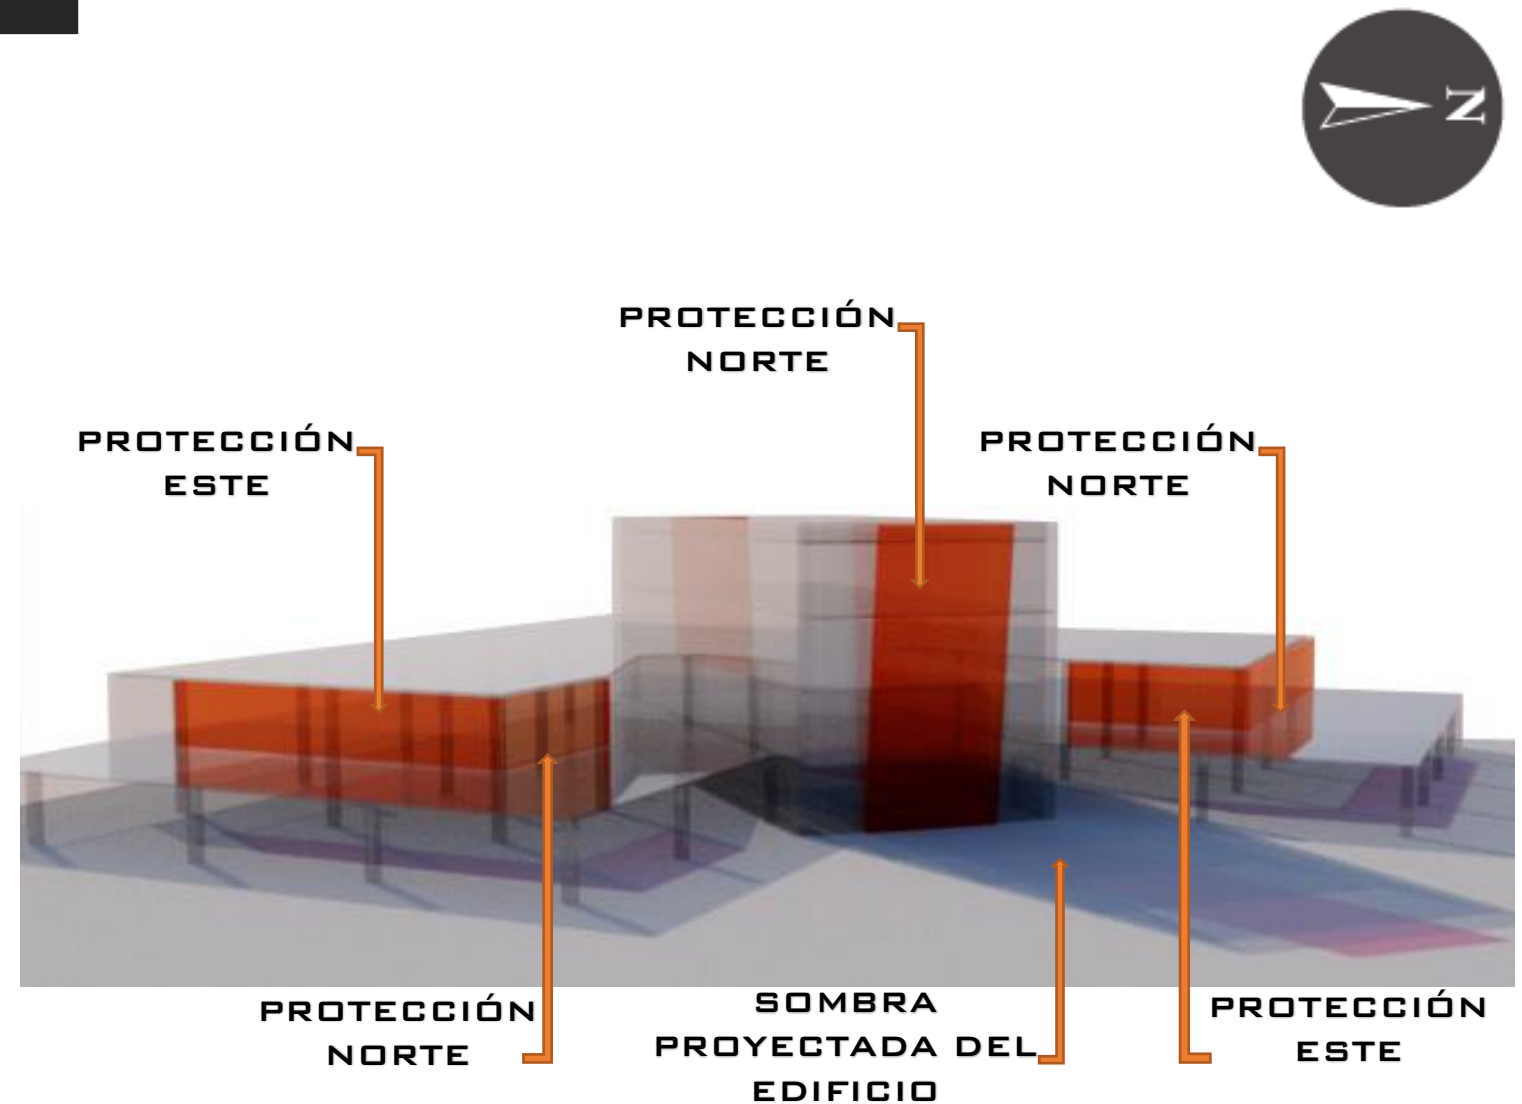 N
PROTECCIÓN
NORTE
PROTECCIÓN
ESTE
PROTECCIÓN
NORTE
PROTECCIÓN
NORTE
SOMBRA
PROYECTADA DEL
EDIFICIO
PROTECCIÓN
ESTE